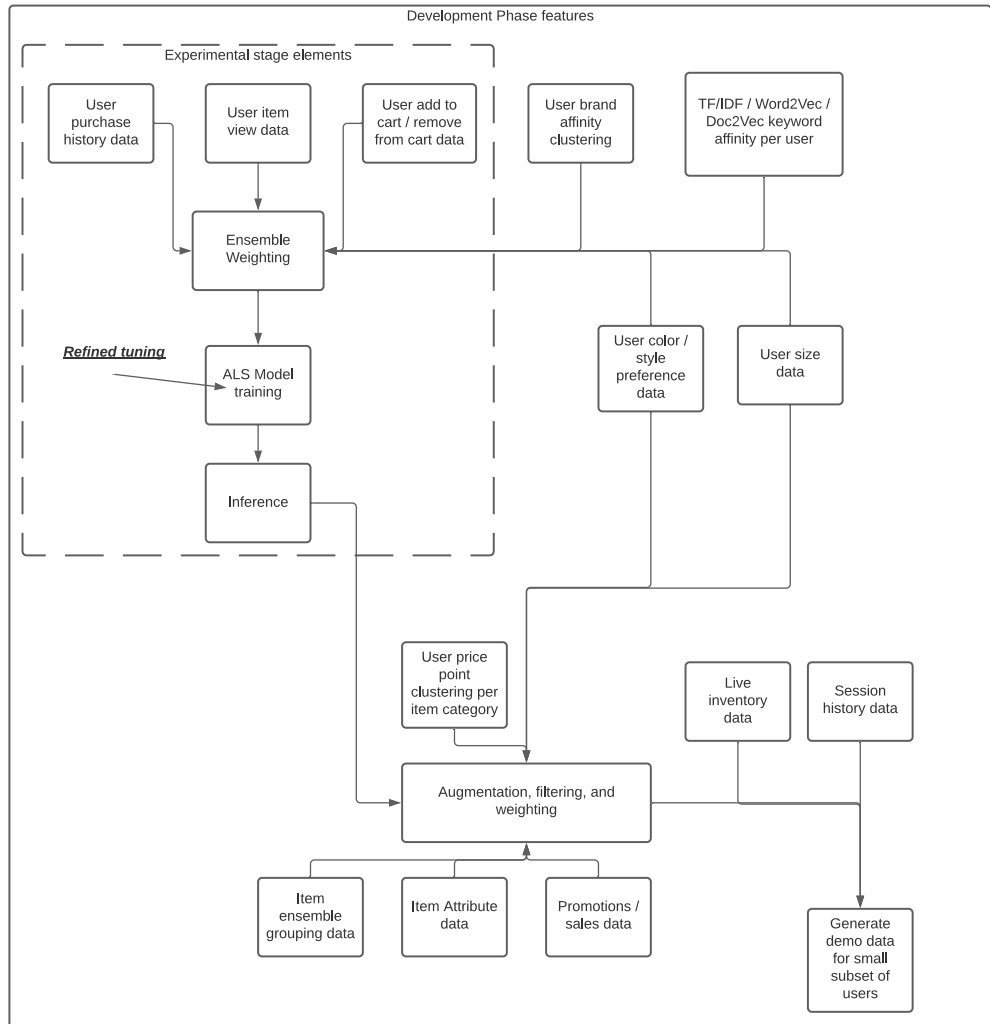 Development Phase features
Experimental stage elements
User
purchase
history data
User item
view data
User add to
cart / remove
from cart data
User brand
affinity
clustering
TF/IDF / Word2Vec /
Doc2Vec keyword
affinity per user
Ensemble
Weighting
Refined tuning
ALS Model
training
User color /
style
preference
data
User size
data
Inference
User price
point
clustering per
item category
Live
inventory
data
Session
history data
Augmentation, filtering, and
weighting
Item
ensemble
grouping data
Item Attribute
data
Promotions /
sales data
Generate
demo data
for small
subset of
users